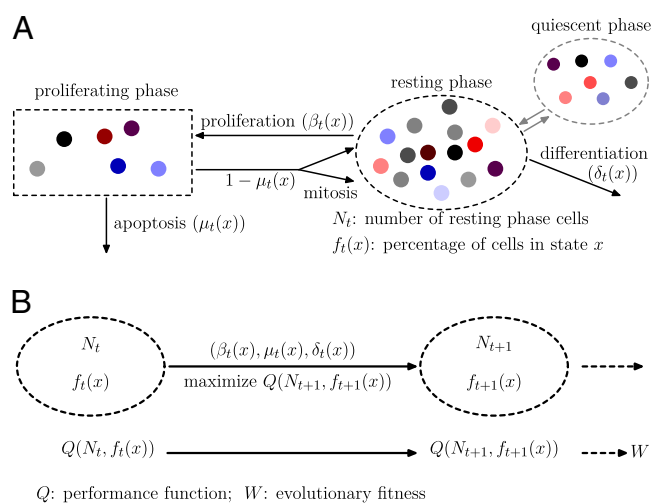 A
quiescent phase
proliferating phase
resting phase
proliferation (βₜ(x))
1 − μₜ(x)
mitosis
differentiation
(δₜ(x))
apoptosis (μₜ(x))
Nₜ: number of resting phase cells
fₜ(x): percentage of cells in state x
B
Nₜ
fₜ(x)
(βₜ(x), μₜ(x), δₜ(x))
maximize Q(Nₜ₊₁, fₜ₊₁(x))
Nₜ₊₁
fₜ₊₁(x)
Q(Nₜ, fₜ(x))
Q(Nₜ₊₁, fₜ₊₁(x))
W
Q: performance function; W: evolutionary fitness